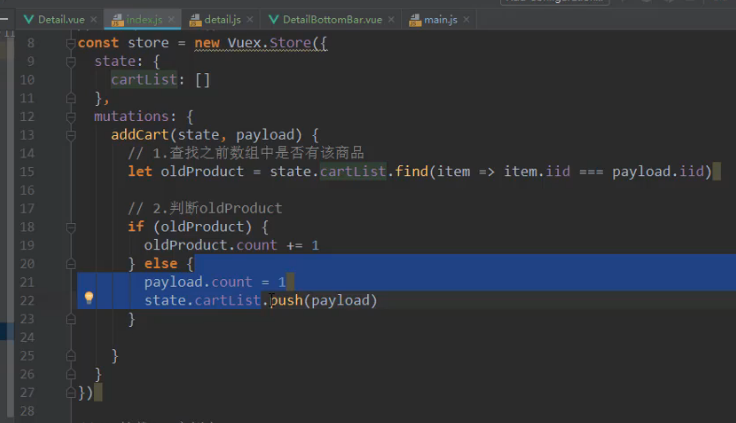 Detail.vue index.js detail.js DetailBottomBar.vue main.js
8 const store = new Vuex.Store({
9 state: {
10 cartList: []
11 },
12 mutations: {
13 addCart(state, payload) {
14 // 1.查找之前数组中是否有该商品
15 let oldProduct = state.cartList.find(item => item.iid === payload.iid)
16
17 // 2.判断oldProduct
18 if (oldProduct) {
19 oldProduct.count += 1
20 } else {
21 payload.count = 1
22 state.cartList.push(payload)
23 }
24
25 }
26 }
27 })
28